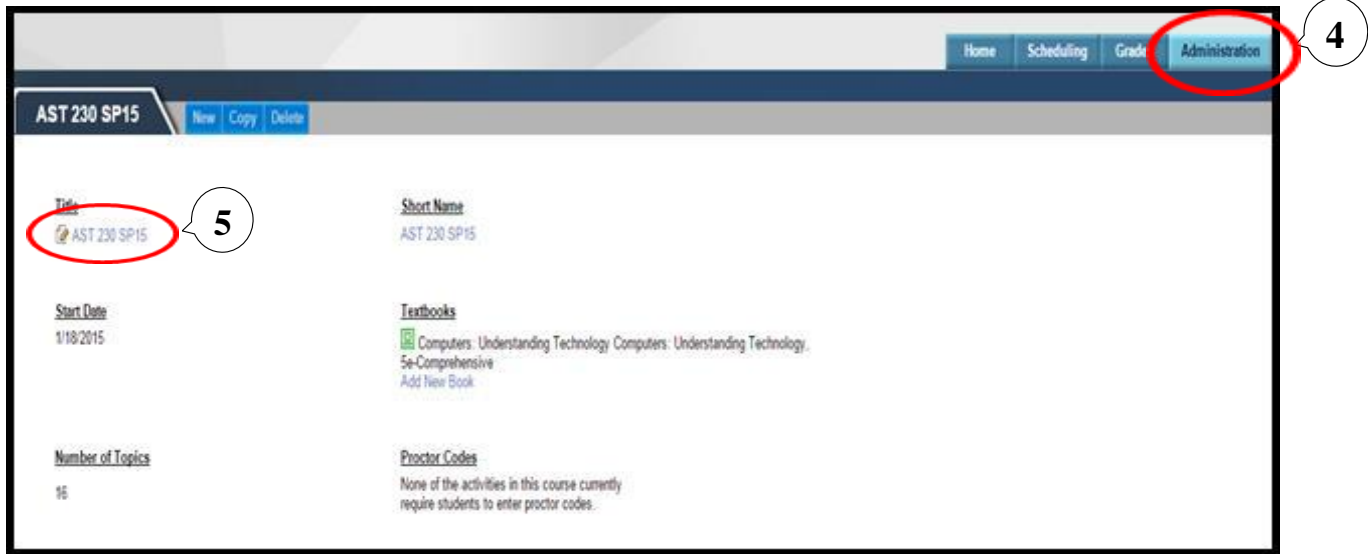 4
Home Scheduling Grades Administration
AST 230 SP15 New Copy Delete
Title Short Name
AST 230 SP15 5 AST 230 SP15
Start Date Textbooks
1/18/2015 Computers: Understanding Technology Computers: Understanding Technology,
5e-Comprehensive
Add New Book
Number of Topics Proctor Codes
16 None of the activities in this course currently
require students to enter proctor codes.